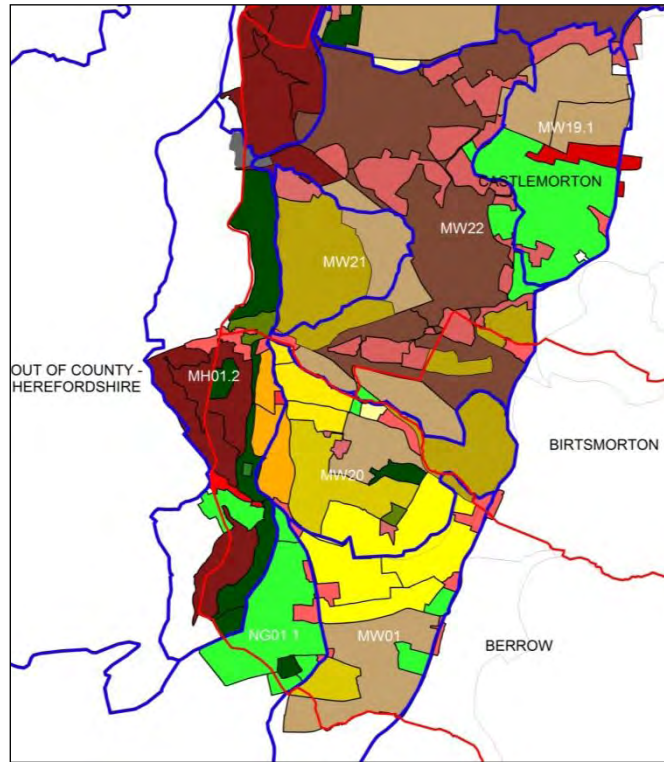 MW19.1
CASTLEMORTON
MW22
MW21
OUT OF COUNTY -
HEREFORDSHIRE
MH01.2
BIRTSMORTON
MW20
NG01 1
MW01
BERROW